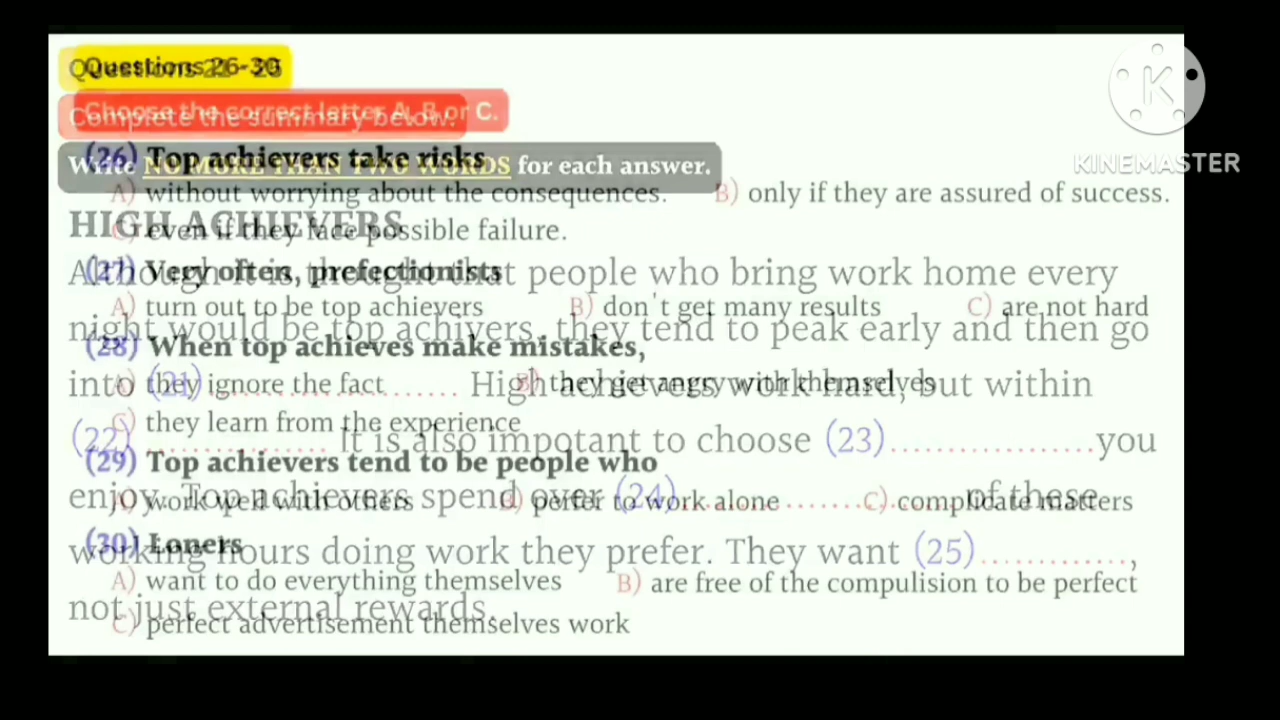 Questions 21 - 25
Complete the summary below.
Write NO MORE THAN TWO WORDS for each answer.
HIGH ACHIEVERS
Although it is thought that people who bring work home every
night would be top achivers, they tend to peak early and then go
into (21).................... High achievers work hard, but within
(22).................... It is also impotant to choose (23)..................you
enjoy. Top achievers spend over (24).................... of these
working hours doing work they prefer. They want (25).............,
not just external rewards.
Questions 26-30
Choose the correct letter A, B or C.
(26) Top achievers take risks
A) without worrying about the consequences. B) only if they are assured of success.
C) even if they face possible failure.
(27) Very often, prefectionists
A) turn out to be top achievers B) don't get many results C) are not hard
(28) When top achieves make mistakes,
A) they ignore the fact B) they get angry with themselves
C) they learn from the experience
(29) Top achievers tend to be people who
A) work well with others B) perfer to work alone C) complicate matters
(30) Loners
A) want to do everything themselves B) are free of the compulision to be perfect
C) perfect advertisement themselves work
K
KINEMASTER